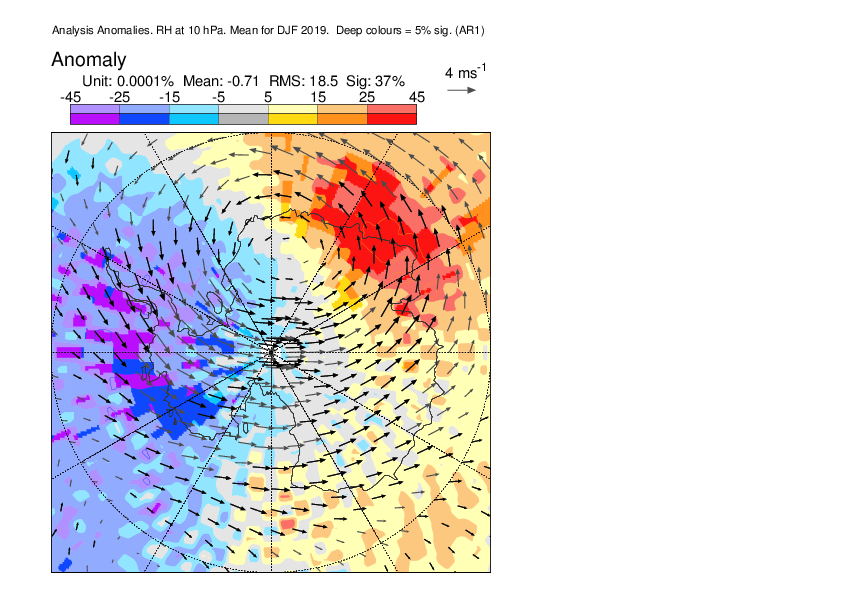 Analysis Anomalies. RH at 10 hPa. Mean for DJF 2019. Deep colours = 5% sig. (AR1)
Anomaly
4 ms-1
Unit: 0.0001% Mean: -0.71 RMS: 18.5 Sig: 37%
-45 -25 -15 -5 5 15 25 45